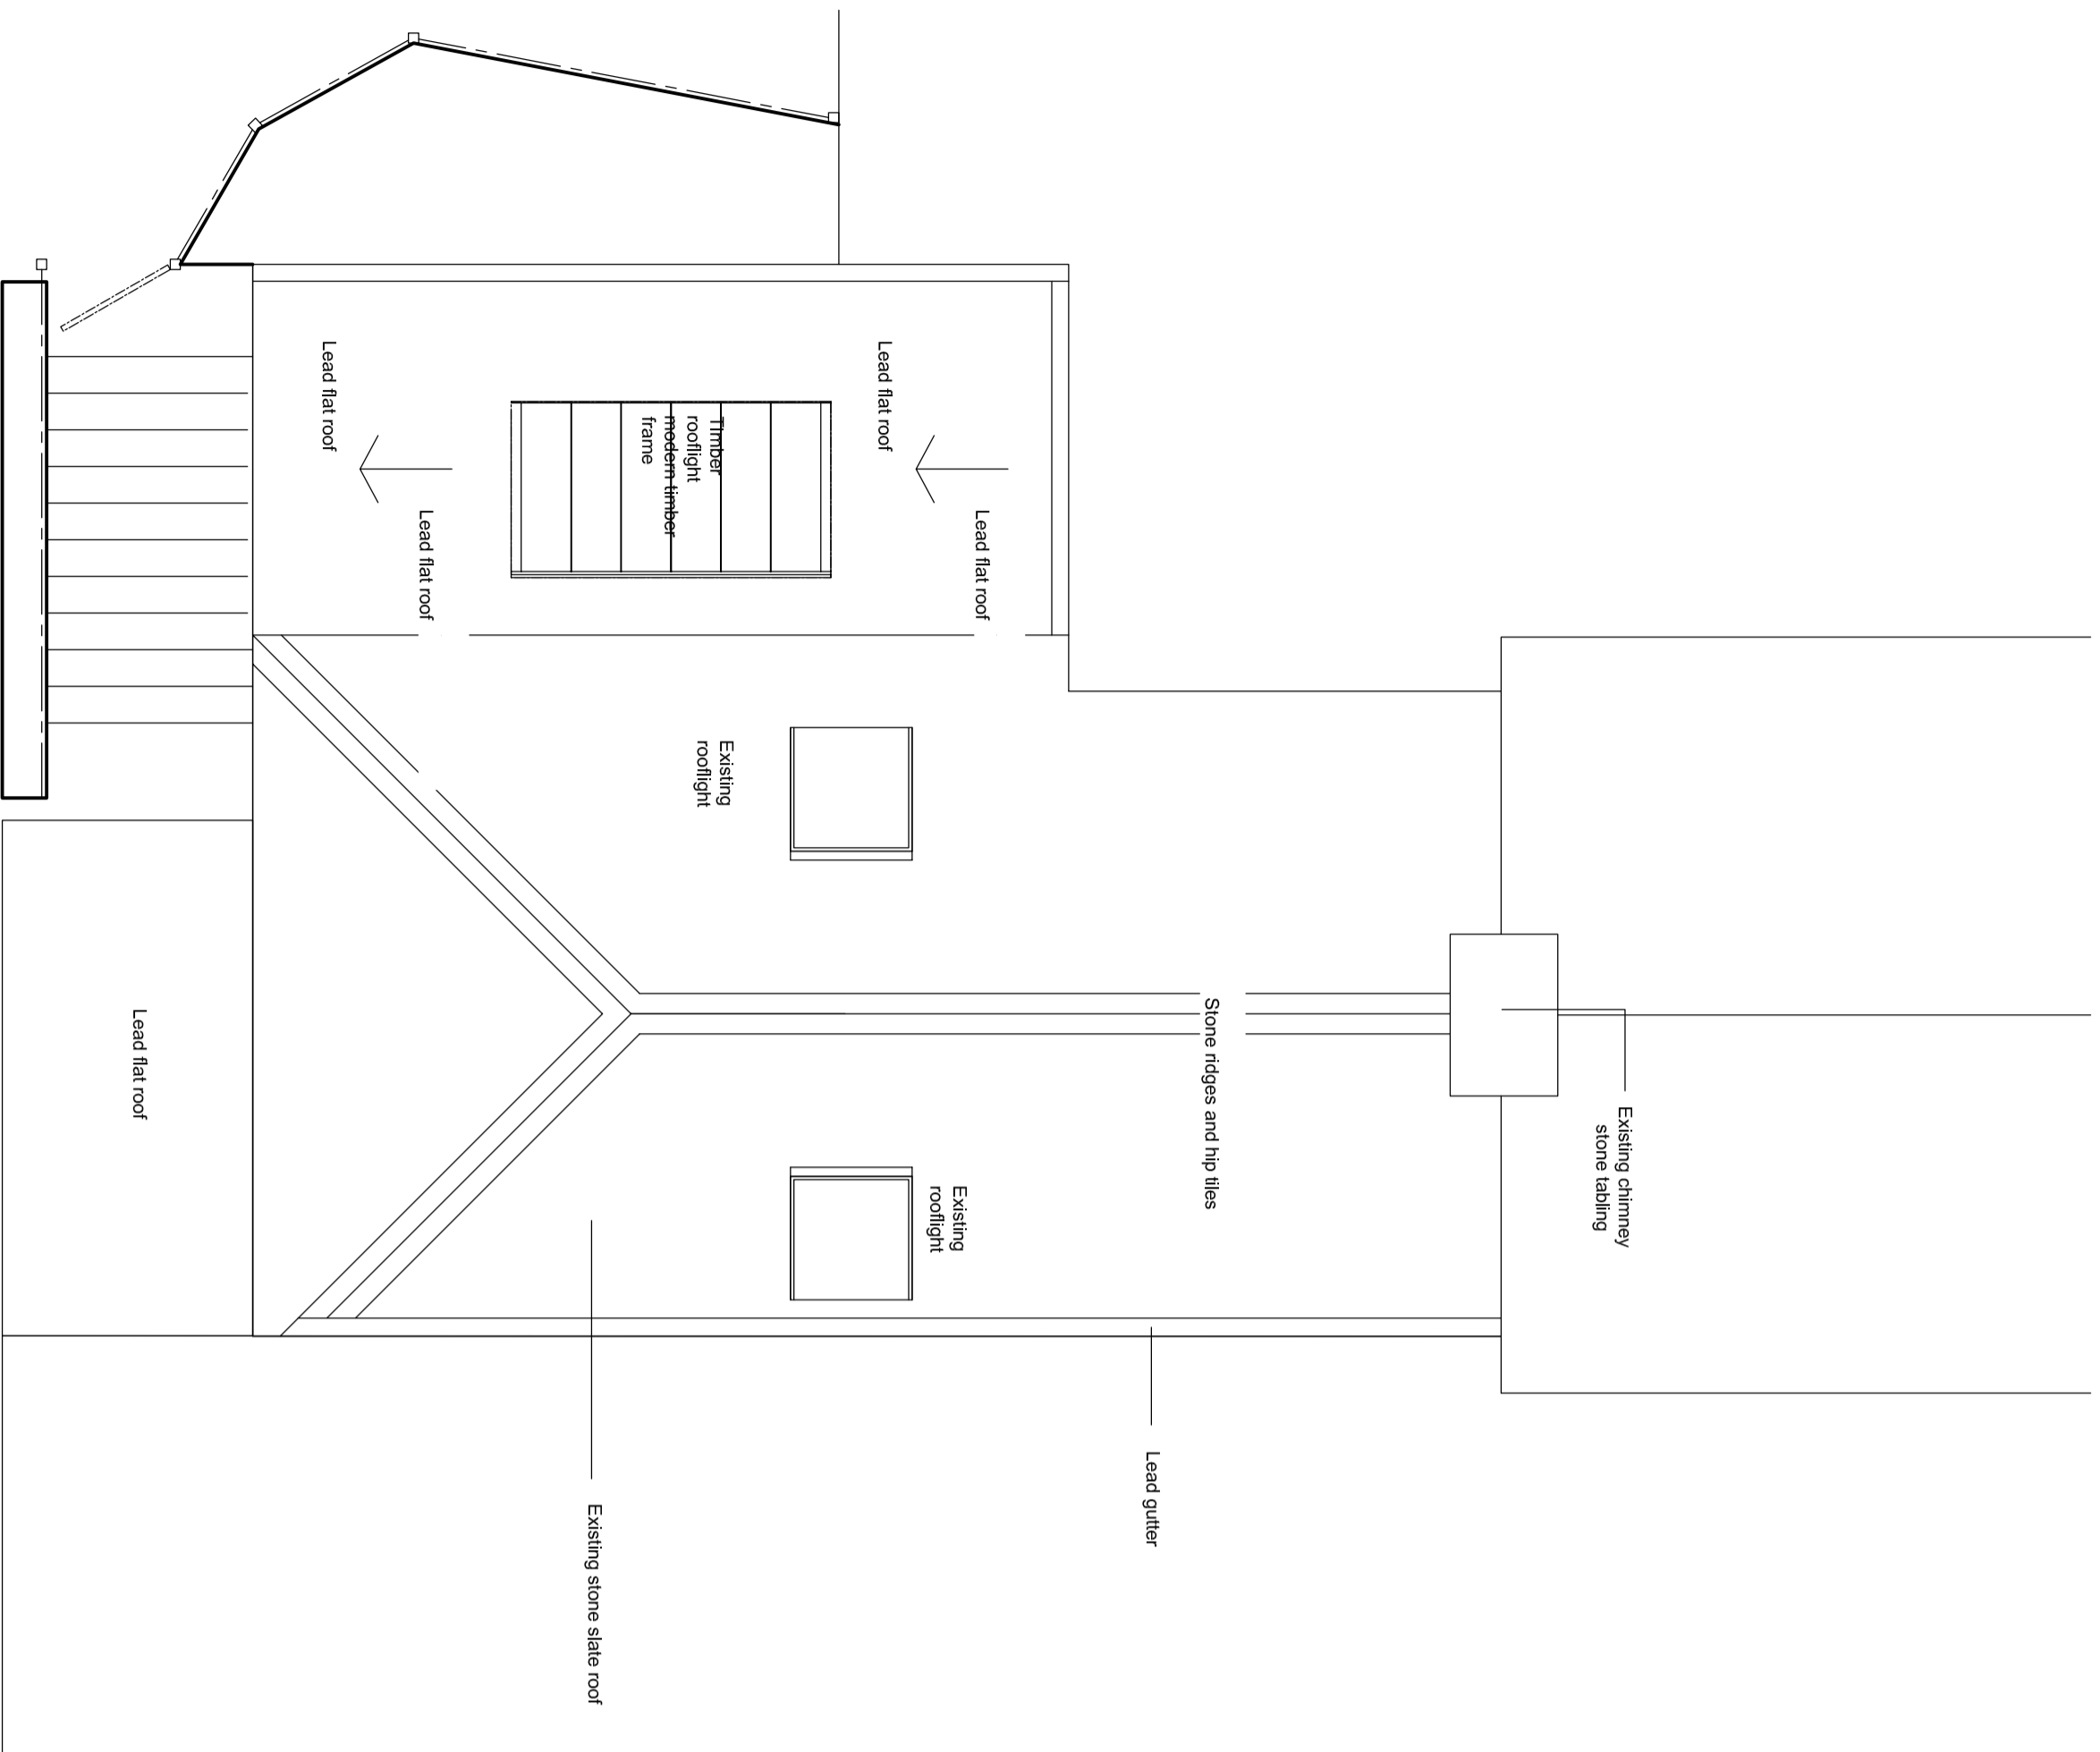 Existing chimney
stone tabling
Stone ridges and hip tiles
Lead gutter
Lead flat roof
Lead flat roof
Existing
rooflight
Existing
rooflight
Timber
rooflight
modern timber
frame
Existing stone slate roof
Lead flat roof
Lead flat roof
Lead flat roof